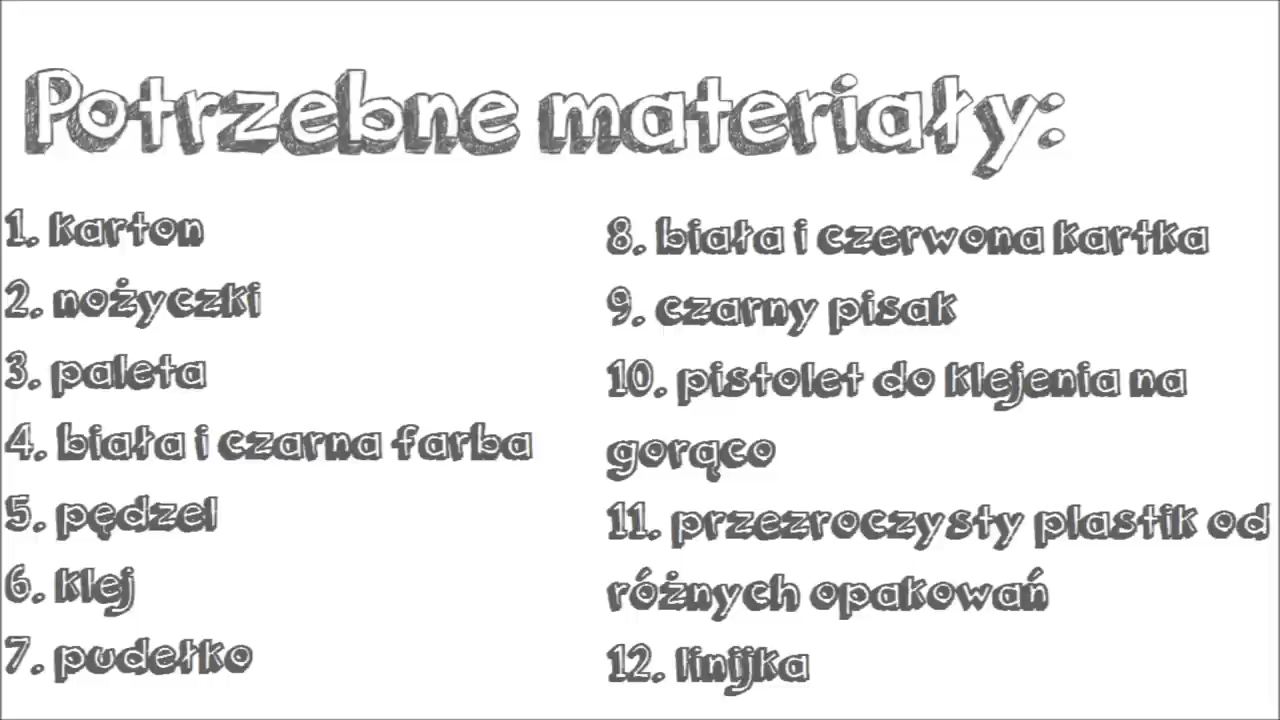 Potrzebne materiały:
1. karton
2. nożyczki
3. paleta
4. biała i czarna farba
5. pędzel
6. klej
7. pudełko
8. biała i czerwona kartka
9. czarny pisak
10. pistolet do klejenia na
gorąco
11. przezroczysty plastik od
różnych opakowań
12. linijka